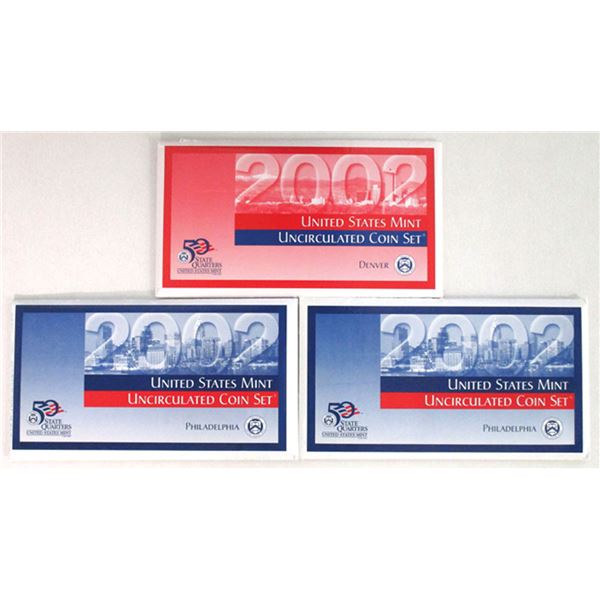 2002
UNITED STATES MINT
UNCIRCULATED COIN SET®
50
STATE
QUARTERS
UNITED STATES MINT
DENVER
2002
UNITED STATES MINT
UNCIRCULATED COIN SET®
50
STATE
QUARTERS
UNITED STATES MINT
PHILADELPHIA
2002
UNITED STATES MINT
UNCIRCULATED COIN SET®
50
STATE
QUARTERS
UNITED STATES MINT
PHILADELPHIA